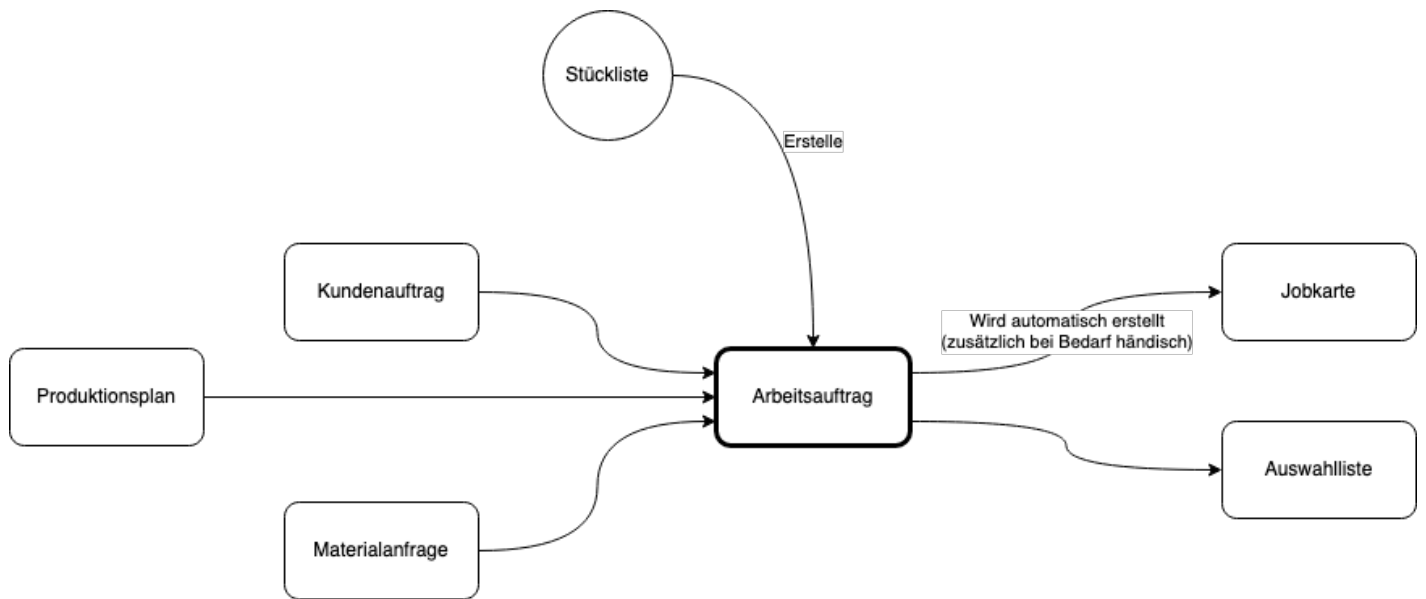 Stückliste
Erstelle
Kundenauftrag
Jobkarte
Wird automatisch erstellt
(zusätzlich bei Bedarf händisch)
Produktionsplan
Arbeitsauftrag
Auswahlliste
Materialanfrage